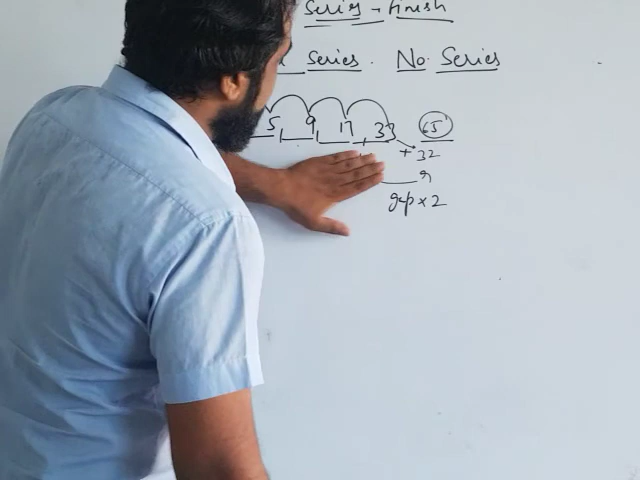 Series - Finish
Series. No. Series
5, 9, 17, 33 65
+ 32
gap × 2